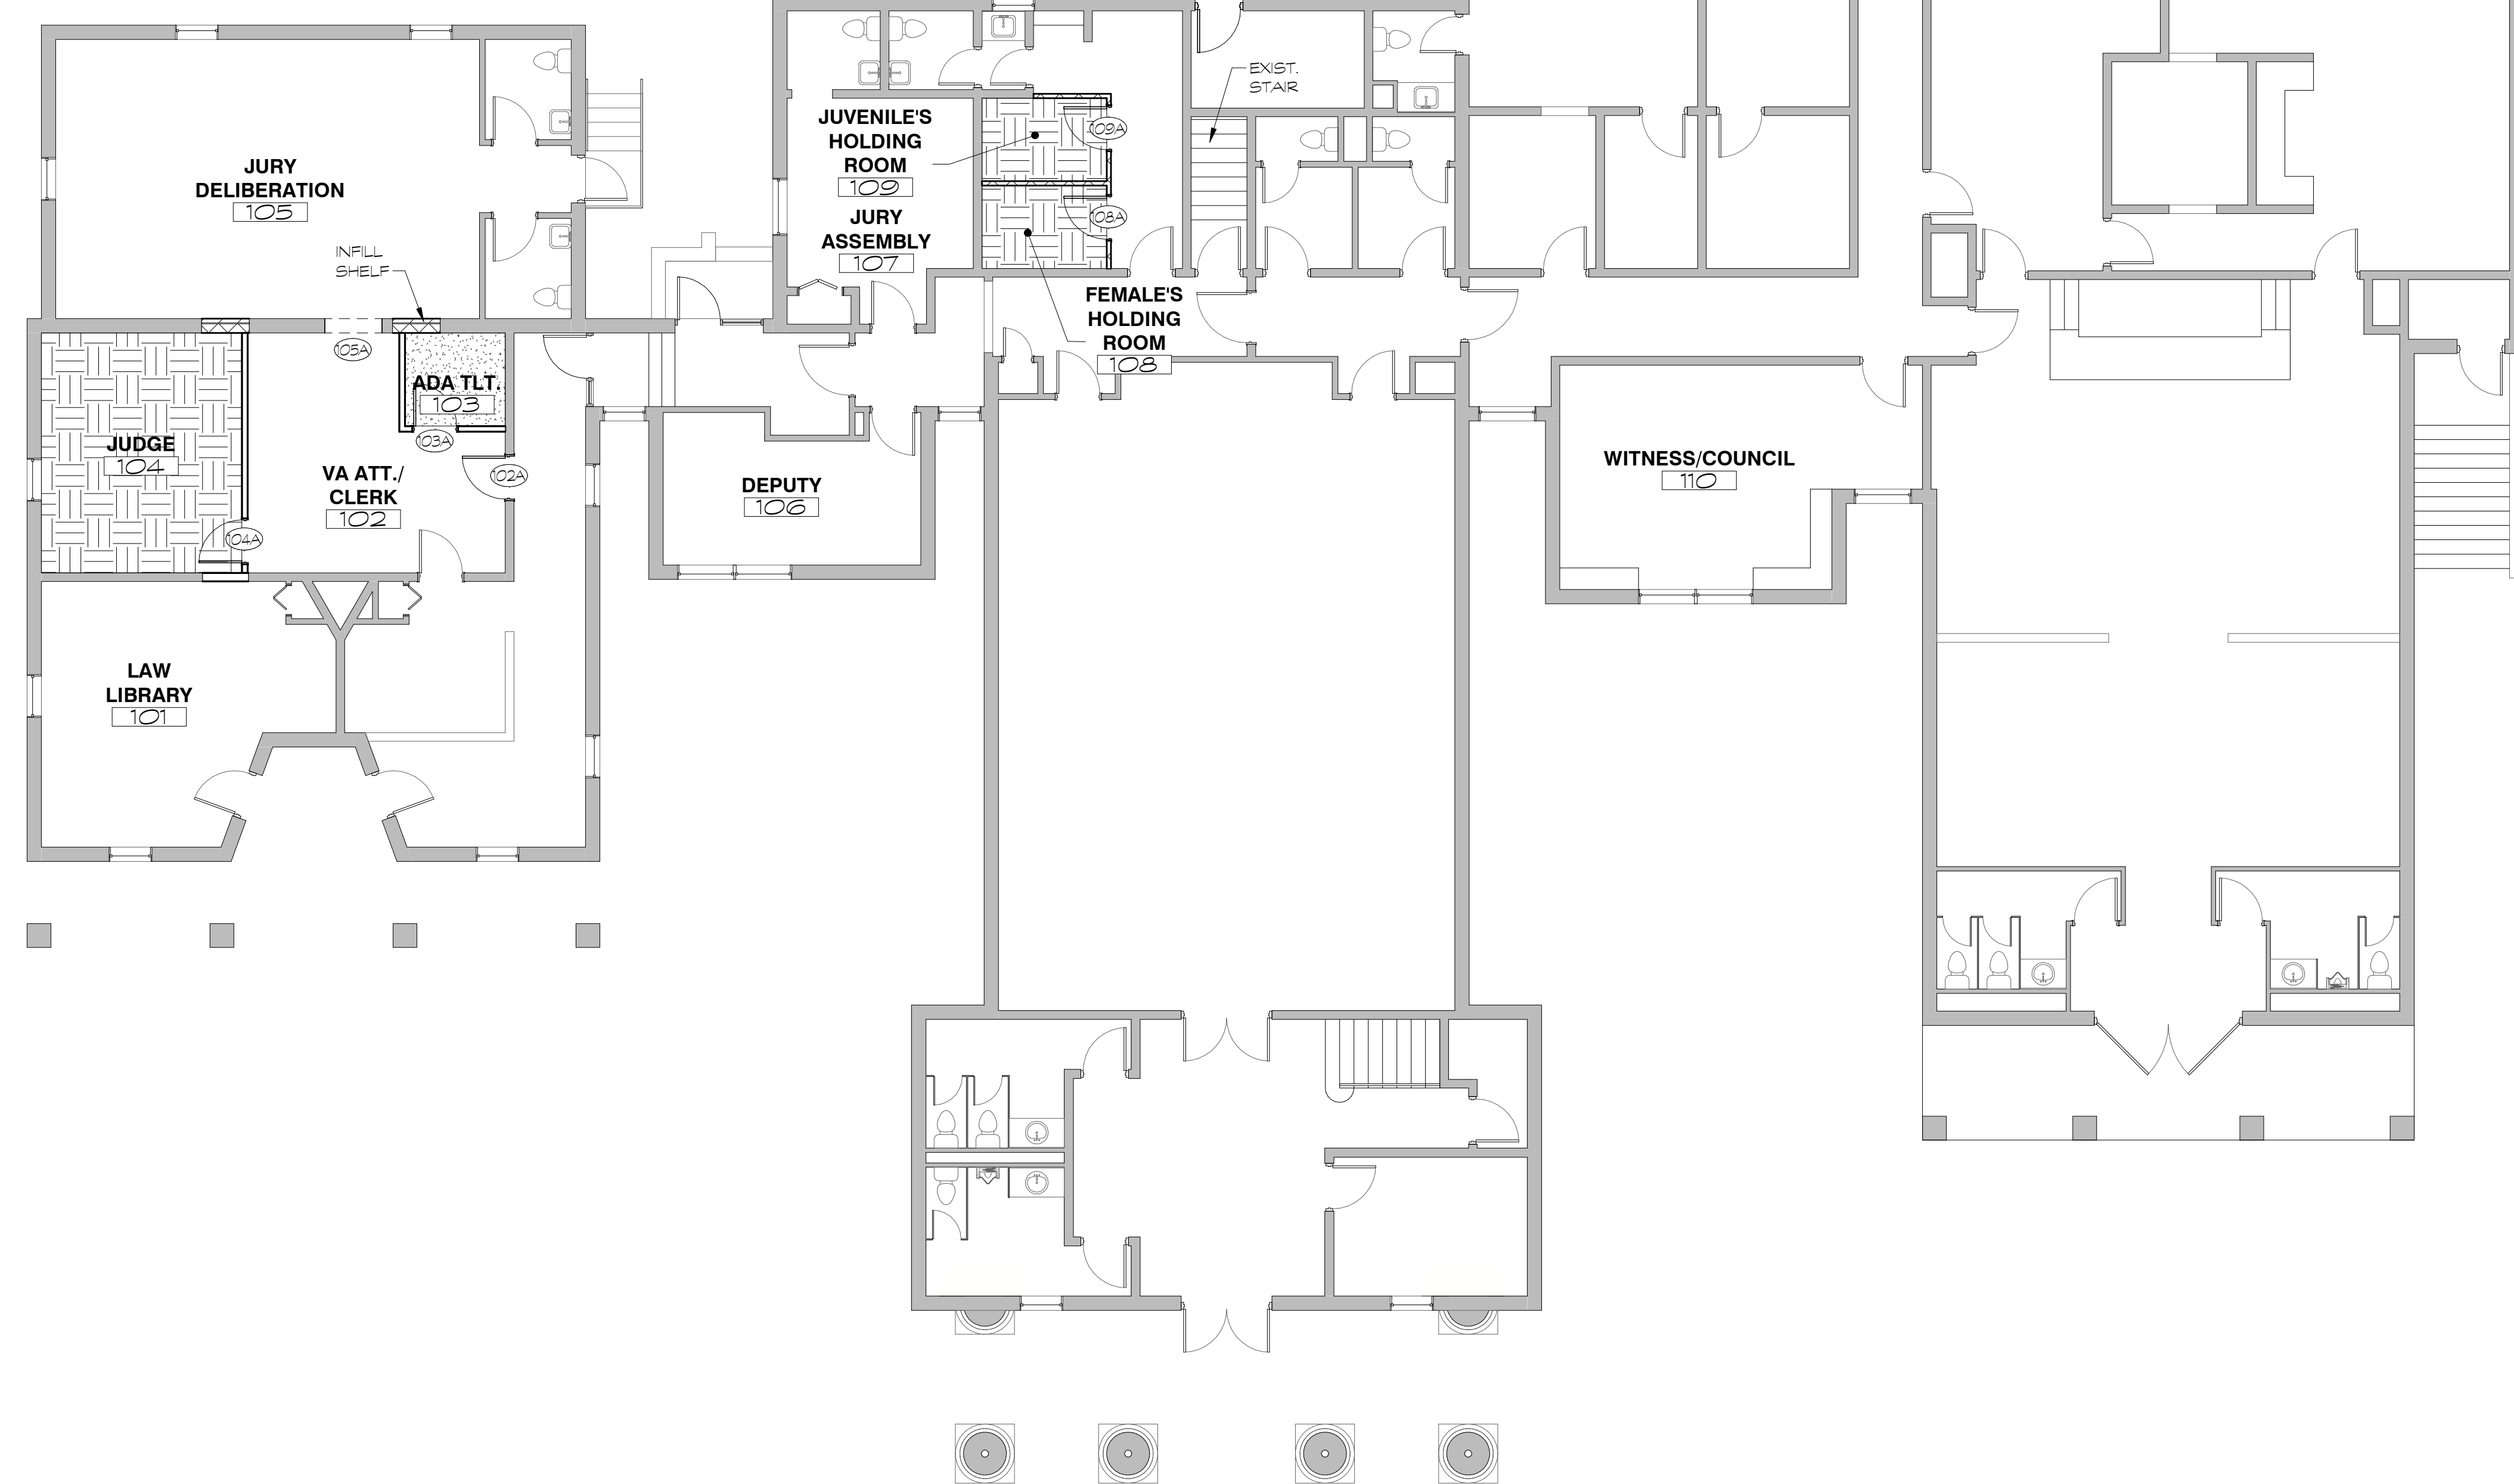 EXIST.
STAIR
JUVENILE'S
HOLDING
ROOM
109
109A
JURY
DELIBERATION
105
JURY
ASSEMBLY
107
108A
INFILL
SHELF
FEMALE'S
HOLDING
ROOM
108
105A
ADA TLT.
103
103A
JUDGE
104
104A
VA ATT./
CLERK
102
102A
DEPUTY
106
WITNESS/COUNCIL
110
LAW
LIBRARY
101